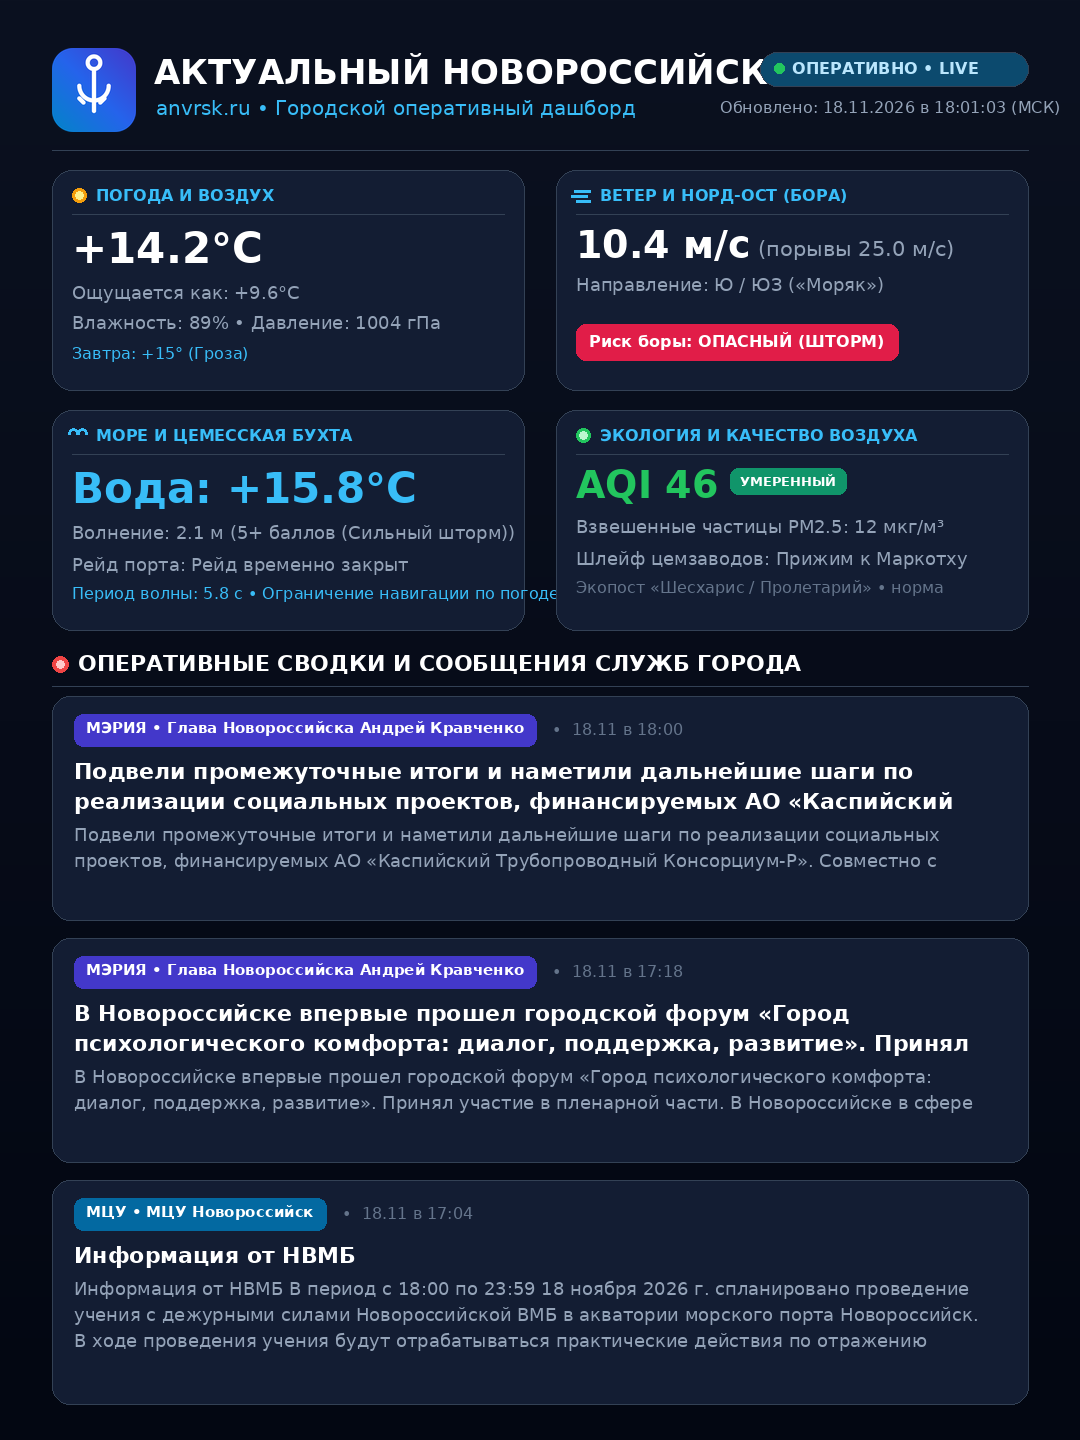 АКТУАЛЬНЫЙ НОВОРОССИЙСК
ОПЕРАТИВНО • LIVE
anvrsk.ru • Городской оперативный дашборд
Обновлено: 18.11.2026 в 18:01:03 (МСК)
ПОГОДА И ВОЗДУХ
+14.2°C
Ощущается как: +9.6°C
Влажность: 89% • Давление: 1004 гПа
Завтра: +15° (Гроза)
ВЕТЕР И НОРД-ОСТ (БОРА)
10.4 м/с (порывы 25.0 м/с)
Направление: Ю / ЮЗ («Моряк»)
Риск боры: ОПАСНЫЙ (ШТОРМ)
МОРЕ И ЦЕМЕССКАЯ БУХТА
Вода: +15.8°C
Волнение: 2.1 м (5+ баллов (Сильный шторм))
Рейд порта: Рейд временно закрыт
Период волны: 5.8 с • Ограничение навигации по погоде
ЭКОЛОГИЯ И КАЧЕСТВО ВОЗДУХА
AQI 46 УМЕРЕННЫЙ
Взвешенные частицы PM2.5: 12 мкг/м³
Шлейф цемзаводов: Прижим к Маркотху
Экопост «Шесхарис / Пролетарий» • норма
ОПЕРАТИВНЫЕ СВОДКИ И СООБЩЕНИЯ СЛУЖБ ГОРОДА
МЭРИЯ • Глава Новороссийска Андрей Кравченко • 18.11 в 18:00
Подвели промежуточные итоги и наметили дальнейшие шаги по
реализации социальных проектов, финансируемых АО «Каспийский
Подвели промежуточные итоги и наметили дальнейшие шаги по реализации социальных
проектов, финансируемых АО «Каспийский Трубопроводный Консорциум-Р». Совместно с
МЭРИЯ • Глава Новороссийска Андрей Кравченко • 18.11 в 17:18
В Новороссийске впервые прошел городской форум «Город
психологического комфорта: диалог, поддержка, развитие». Принял
В Новороссийске впервые прошел городской форум «Город психологического комфорта:
диалог, поддержка, развитие». Принял участие в пленарной части. В Новороссийске в сфере
МЦУ • МЦУ Новороссийск • 18.11 в 17:04
Информация от НВМБ
Информация от НВМБ В период с 18:00 по 23:59 18 ноября 2026 г. спланировано проведение
учения с дежурными силами Новороссийской ВМБ в акватории морского порта Новороссийск.
В ходе проведения учения будут отрабатываться практические действия по отражению